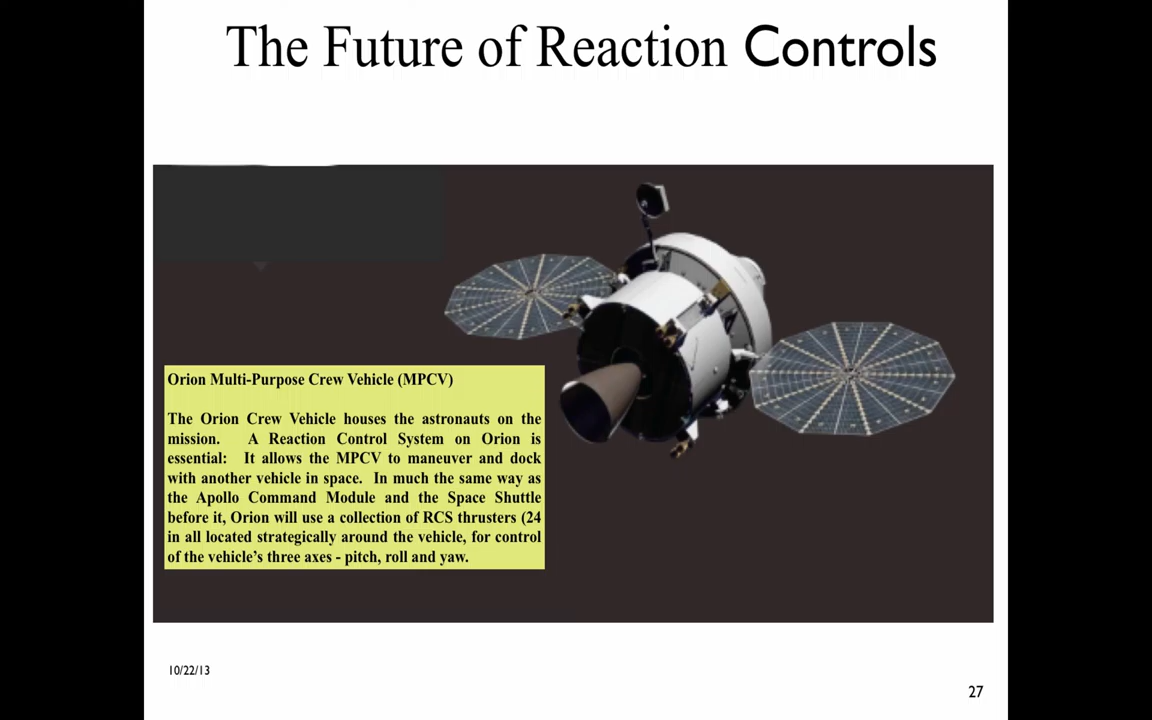 The Future of Reaction Controls
Orion Multi-Purpose Crew Vehicle (MPCV)
The Orion Crew Vehicle houses the astronauts on the
mission. A Reaction Control System on Orion is
essential: It allows the MPCV to maneuver and dock
with another vehicle in space. In much the same way as
the Apollo Command Module and the Space Shuttle
before it, Orion will use a collection of RCS thrusters (24
in all located strategically around the vehicle, for control
of the vehicle’s three axes - pitch, roll and yaw.
10/22/13
27